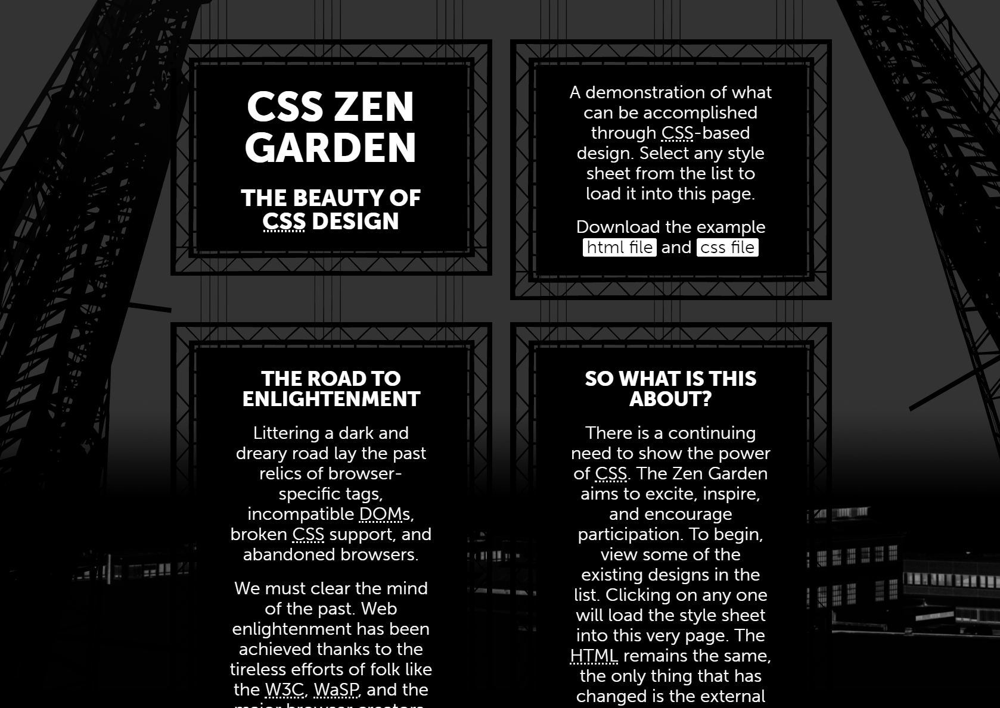 CSS ZEN
GARDEN
THE BEAUTY OF
CSS DESIGN
A demonstration of what
can be accomplished
through CSS-based
design. Select any style
sheet from the list to
load it into this page.
Download the example
html file and css file
THE ROAD TO
ENLIGHTENMENT
Littering a dark and
dreary road lay the past
relics of browser-
specific tags,
incompatible DOMs,
broken CSS support, and
abandoned browsers.
We must clear the mind
of the past. Web
enlightenment has been
achieved thanks to the
tireless efforts of folk like
the W3C, WaSP, and the
major browser creators.
SO WHAT IS THIS
ABOUT?
There is a continuing
need to show the power
of CSS. The Zen Garden
aims to excite, inspire,
and encourage
participation. To begin,
view some of the
existing designs in the
list. Clicking on any one
will load the style sheet
into this very page. The
HTML remains the same,
the only thing that has
changed is the external